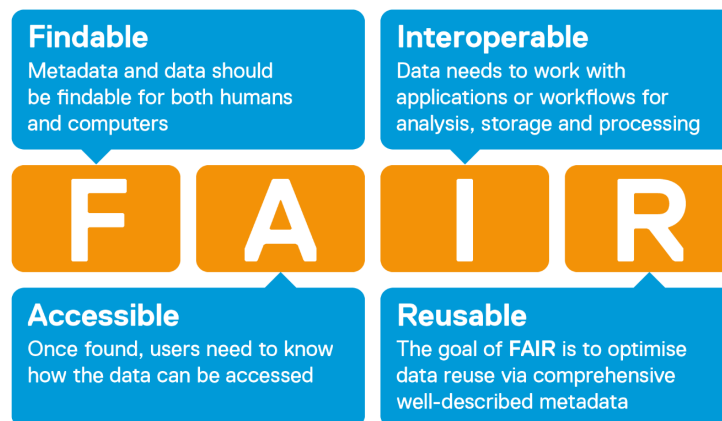 Findable
Metadata and data should
be findable for both humans
and computers
Interoperable
Data needs to work with
applications or workflows for
analysis, storage and processing
F A I R
Accessible
Once found, users need to know
how the data can be accessed
Reusable
The goal of FAIR is to optimise
data reuse via comprehensive
well-described metadata